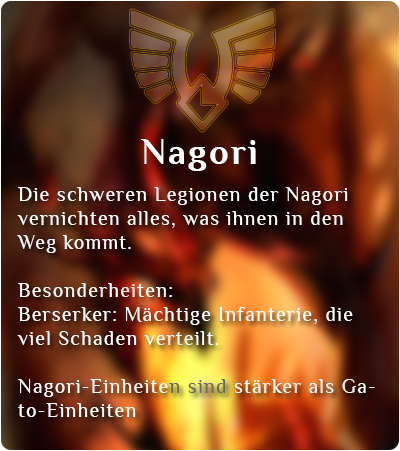 Nagori
Die schweren Legionen der Nagori
vernichten alles, was ihnen in den
Weg kommt.
Besonderheiten:
Berserker: Mächtige Infanterie, die
viel Schaden verteilt.
Nagori-Einheiten sind stärker als Ga-
to-Einheiten